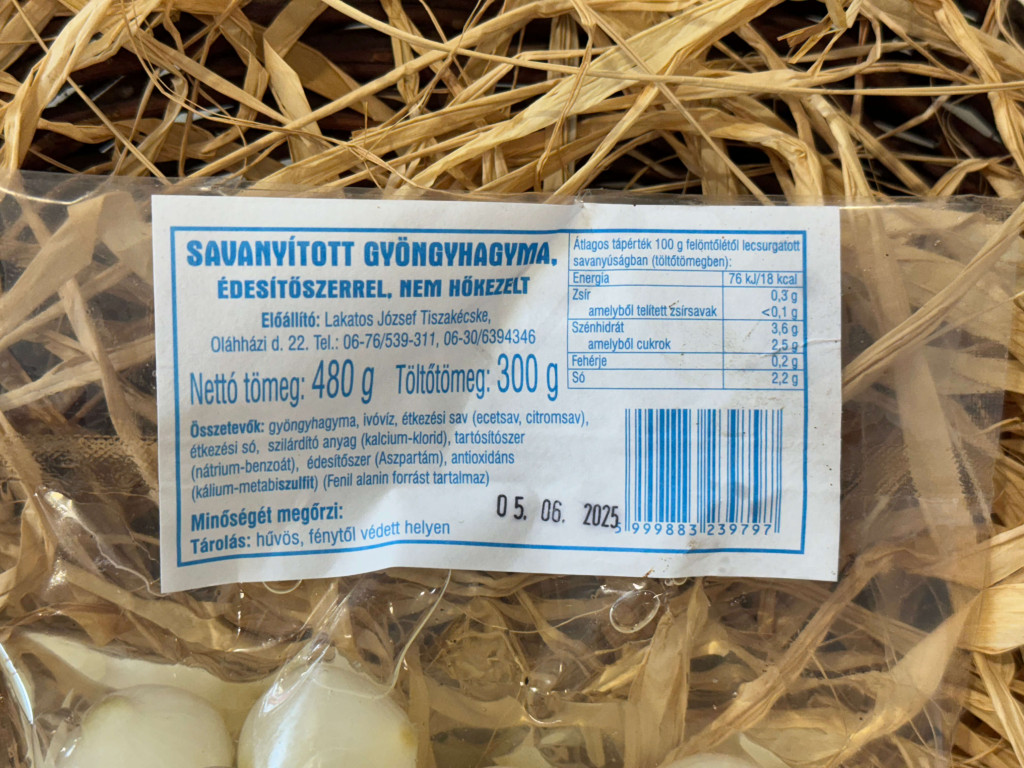 SAVANYÍTOTT GYÖNGYHAGYMA,
ÉDESÍTŐSZERREL, NEM HŐKEZELT
Előállító: Lakatos József Tiszakécske,
Oláhházi d. 22. Tel.: 06-76/539-311, 06-30/6394346
Nettó tömeg: 480 g Töltőtömeg: 300 g
Összetevők: gyöngyhagyma, ivóvíz, étkezési sav (ecetsav, citromsav),
étkezési só, szilárdító anyag (kalcium-klorid), tartósítószer
(nátrium-benzoát), édesítőszer (Aszpartám), antioxidáns
(kálium-metabiszulfit) (Fenil alanin forrást tartalmaz)
Minőségét megőrzi: 05. 06. 2025
Tárolás: hűvös, fénytől védett helyen
Átlagos tápérték 100 g felöntőlétől lecsurgatott
savanyúságban (töltőtömegben):
Energia 76 kJ/18 kcal
Zsír 0,3 g
amelyből telített zsírsavak <0,1 g
Szénhidrát 3,6 g
amelyből cukrok 2,5 g
Fehérje 0,2 g
Só 2,2 g
5 999883 239797